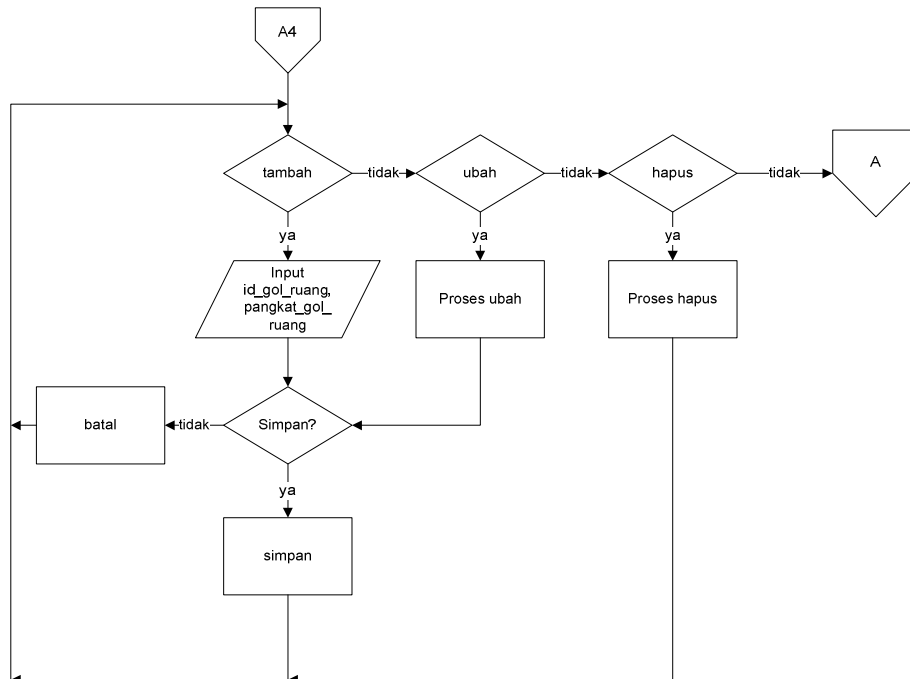 A4
tambah
tidak
ubah
tidak
hapus
tidak
A
ya
ya
ya
Input
id_gol_ruang,
pangkat_gol_
ruang
Proses ubah
Proses hapus
batal
tidak
Simpan?
ya
simpan